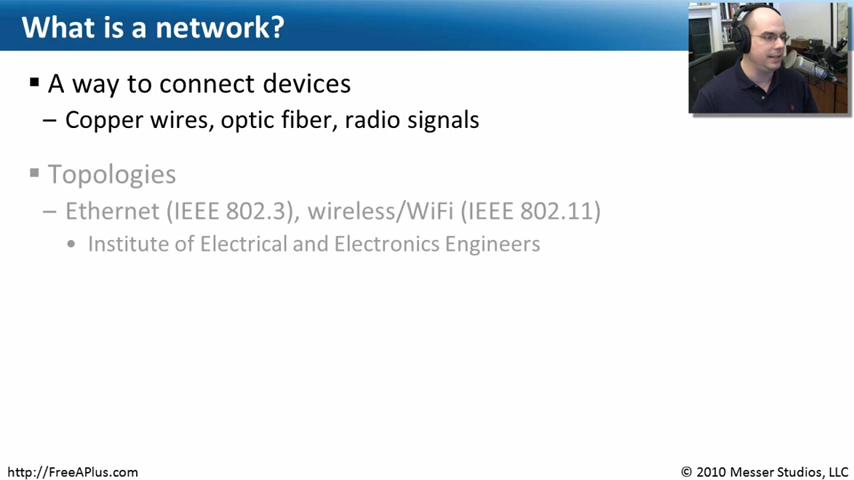 What is a network?
▪ A way to connect devices
– Copper wires, optic fiber, radio signals
▪ Topologies
– Ethernet (IEEE 802.3), wireless/WiFi (IEEE 802.11)
• Institute of Electrical and Electronics Engineers
http://FreeAPlus.com
© 2010 Messer Studios, LLC